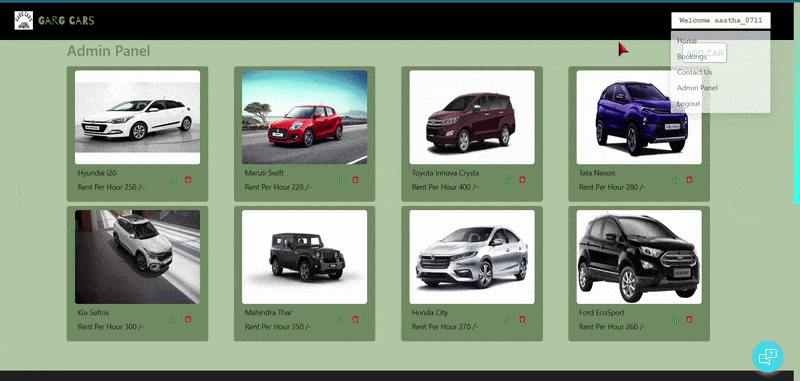 GARG CARS
GARG CARS
Welcome aastha_0711
Home
Bookings
Contact Us
Admin Panel
Logout
ADD CAR
Admin Panel
Hyundai i20
Rent Per Hour 250 /-
Maruti Swift
Rent Per Hour 220 /-
Toyota Innova Crysta
Rent Per Hour 400 /-
Tata Nexon
Rent Per Hour 280 /-
Kia Seltos
Rent Per Hour 300 /-
Mahindra Thar
Rent Per Hour 350 /-
Honda City
Rent Per Hour 270 /-
Ford EcoSport
Rent Per Hour 260 /-